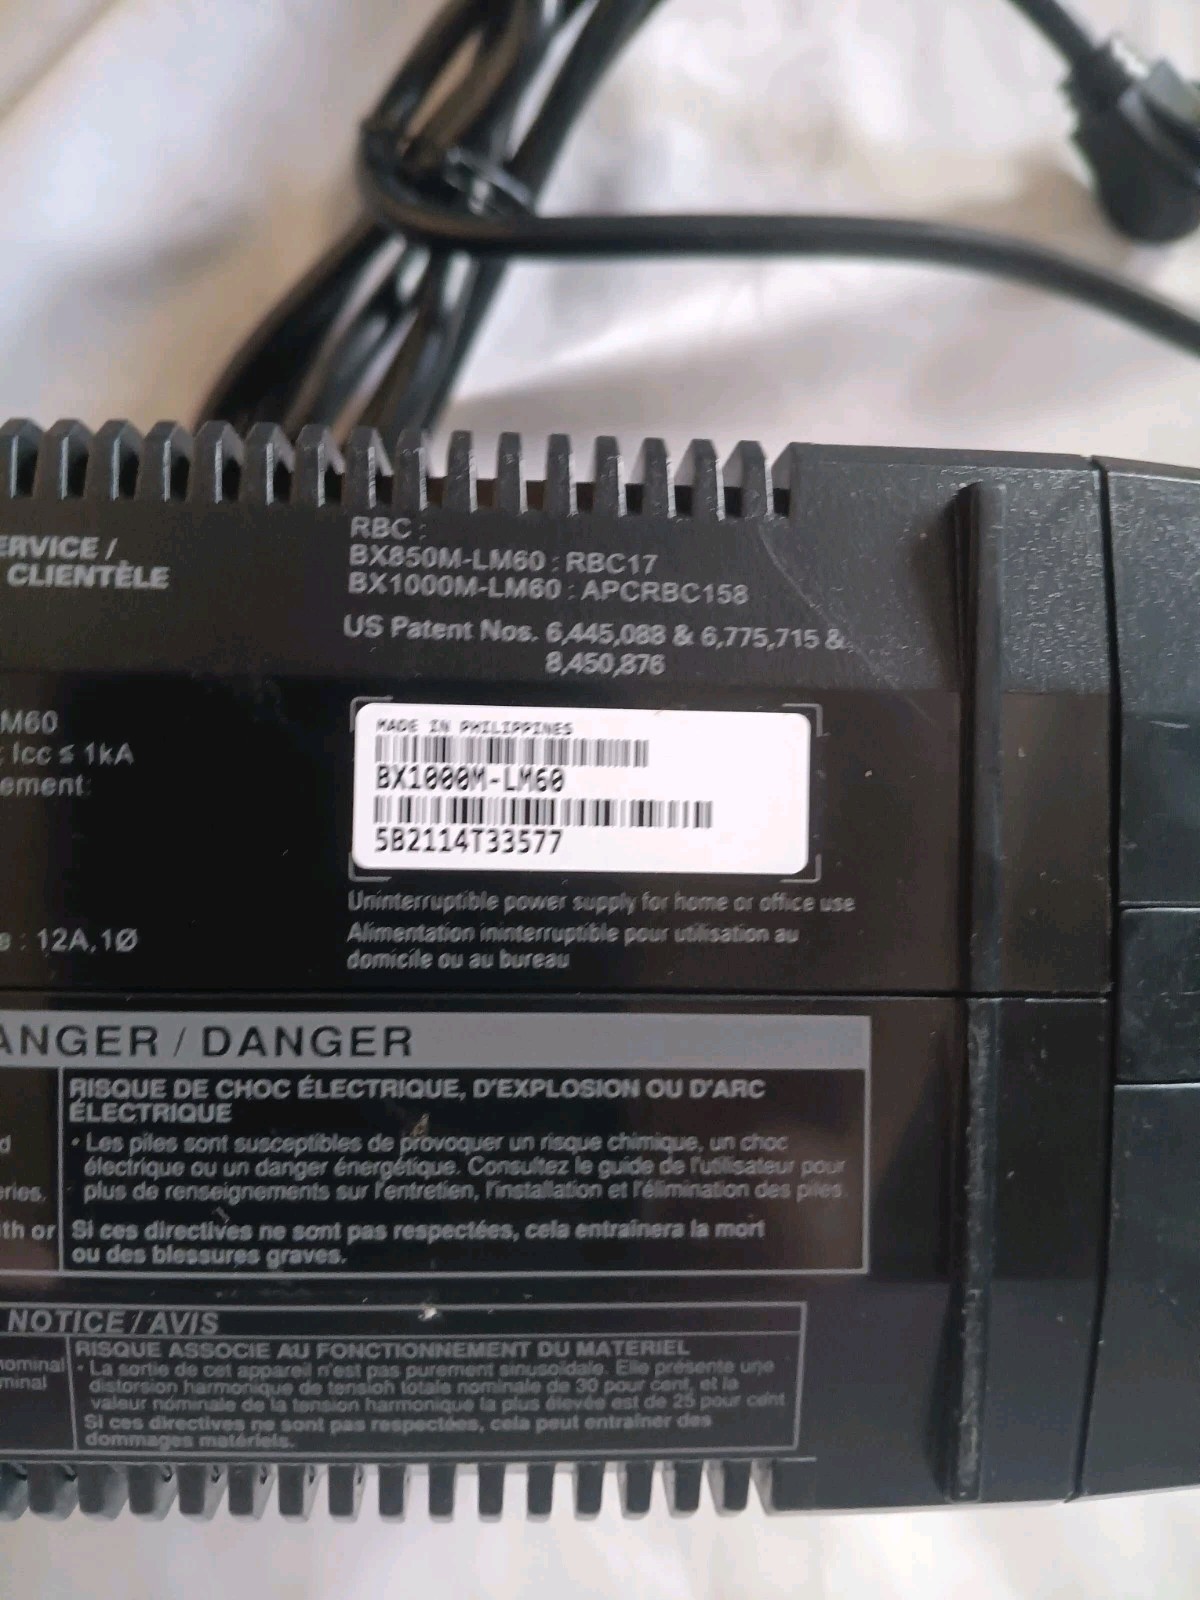 ERVICE /
CLIENTÈLE
RBC :
BX850M-LM60 : RBC17
BX1000M-LM60 : APCRBC158
US Patent Nos. 6,445,088 & 6,775,715 &
8,450,876
M60
: Icc ≤ 1kA
ement:
MADE IN PHILIPPINES
BX1000M-LM60
5B2114T33577
Uninterruptible power supply for home or office use
Alimentation ininterruptible pour utilisation au
domicile ou au bureau
s : 12A,1Ø
ANGER / DANGER
RISQUE DE CHOC ÉLECTRIQUE, D'EXPLOSION OU D'ARC
ÉLECTRIQUE
• Les piles sont susceptibles de provoquer un risque chimique, un choc
électrique ou un danger énergétique. Consultez le guide de l'utilisateur pour
plus de renseignements sur l'entretien, l'installation et l'élimination des piles.
Si ces directives ne sont pas respectées, cela entraînera la mort
ou des blessures graves.
d
eries.
th or
NOTICE / AVIS
nominal
minal
RISQUE ASSOCIE AU FONCTIONNEMENT DU MATERIEL
• La sortie de cet appareil n'est pas purement sinusoïdale. Elle présente une
distorsion harmonique de tension totale nominale de 30 pour cent, et la
valeur nominale de la tension harmonique la plus élevée est de 25 pour cent
Si ces directives ne sont pas respectées, cela peut entraîner des
dommages matériels.